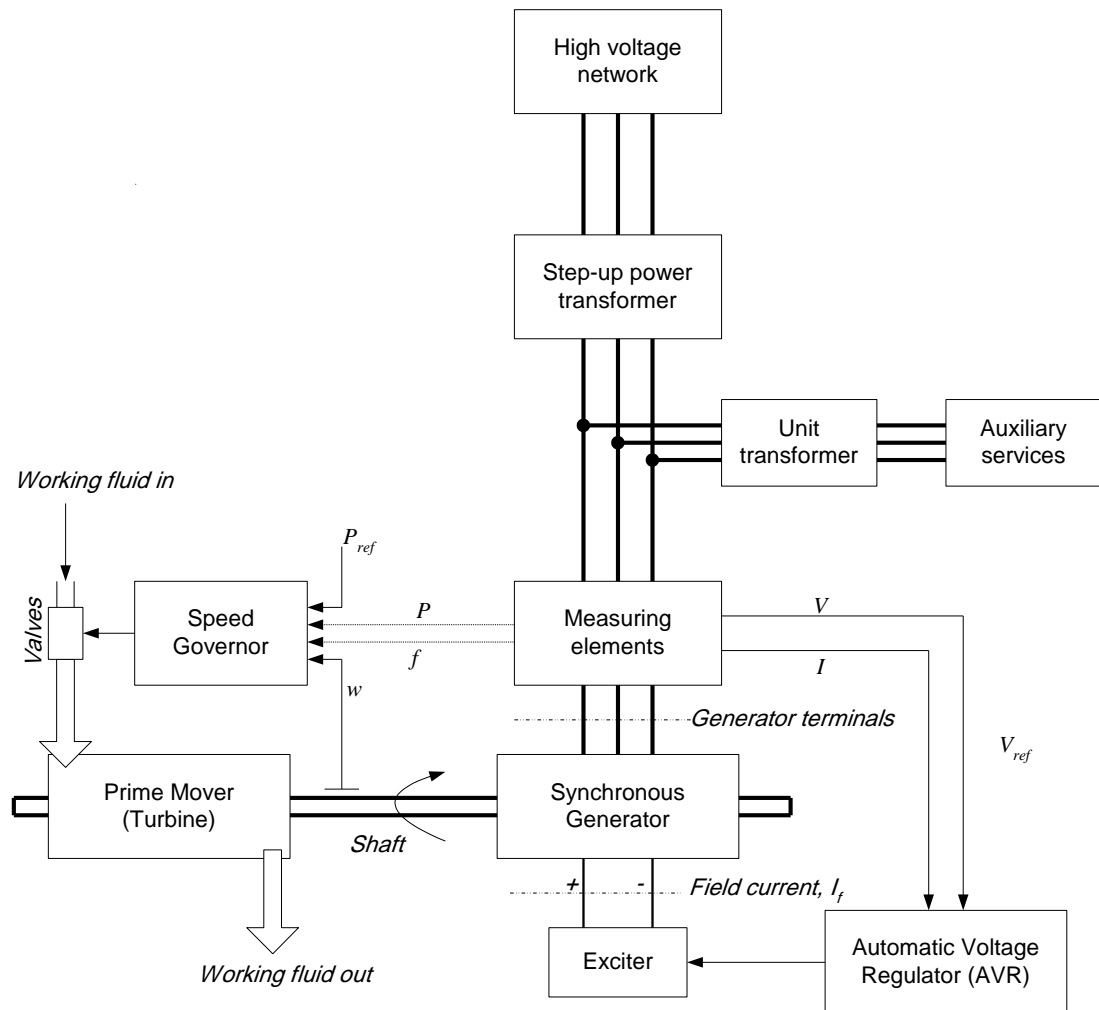 High voltage
network
Step-up power
transformer
Unit
transformer
Auxiliary
services
Working fluid in
P_ref
Valves
Speed
Governor
P
f
w
Measuring
elements
V
I
Generator terminals
V_ref
Prime Mover
(Turbine)
Shaft
Synchronous
Generator
+ -
Field current, I_f
Working fluid out
Exciter
Automatic Voltage
Regulator (AVR)